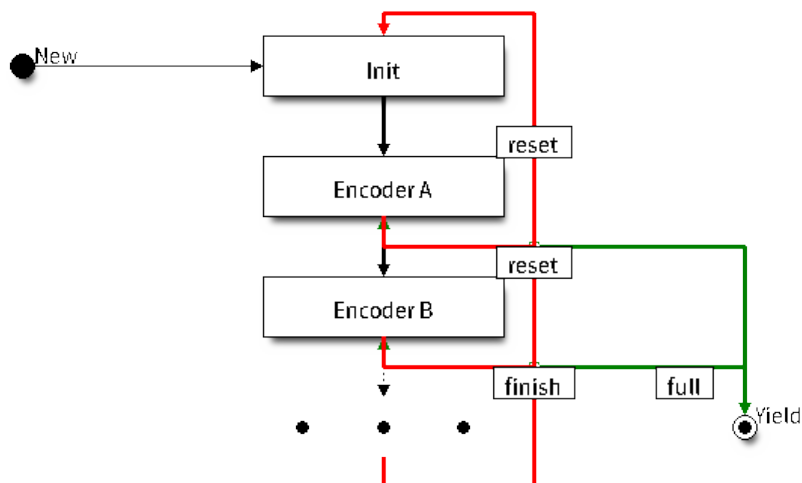 New
Init
reset
Encoder A
reset
Encoder B
finish
full
Yield